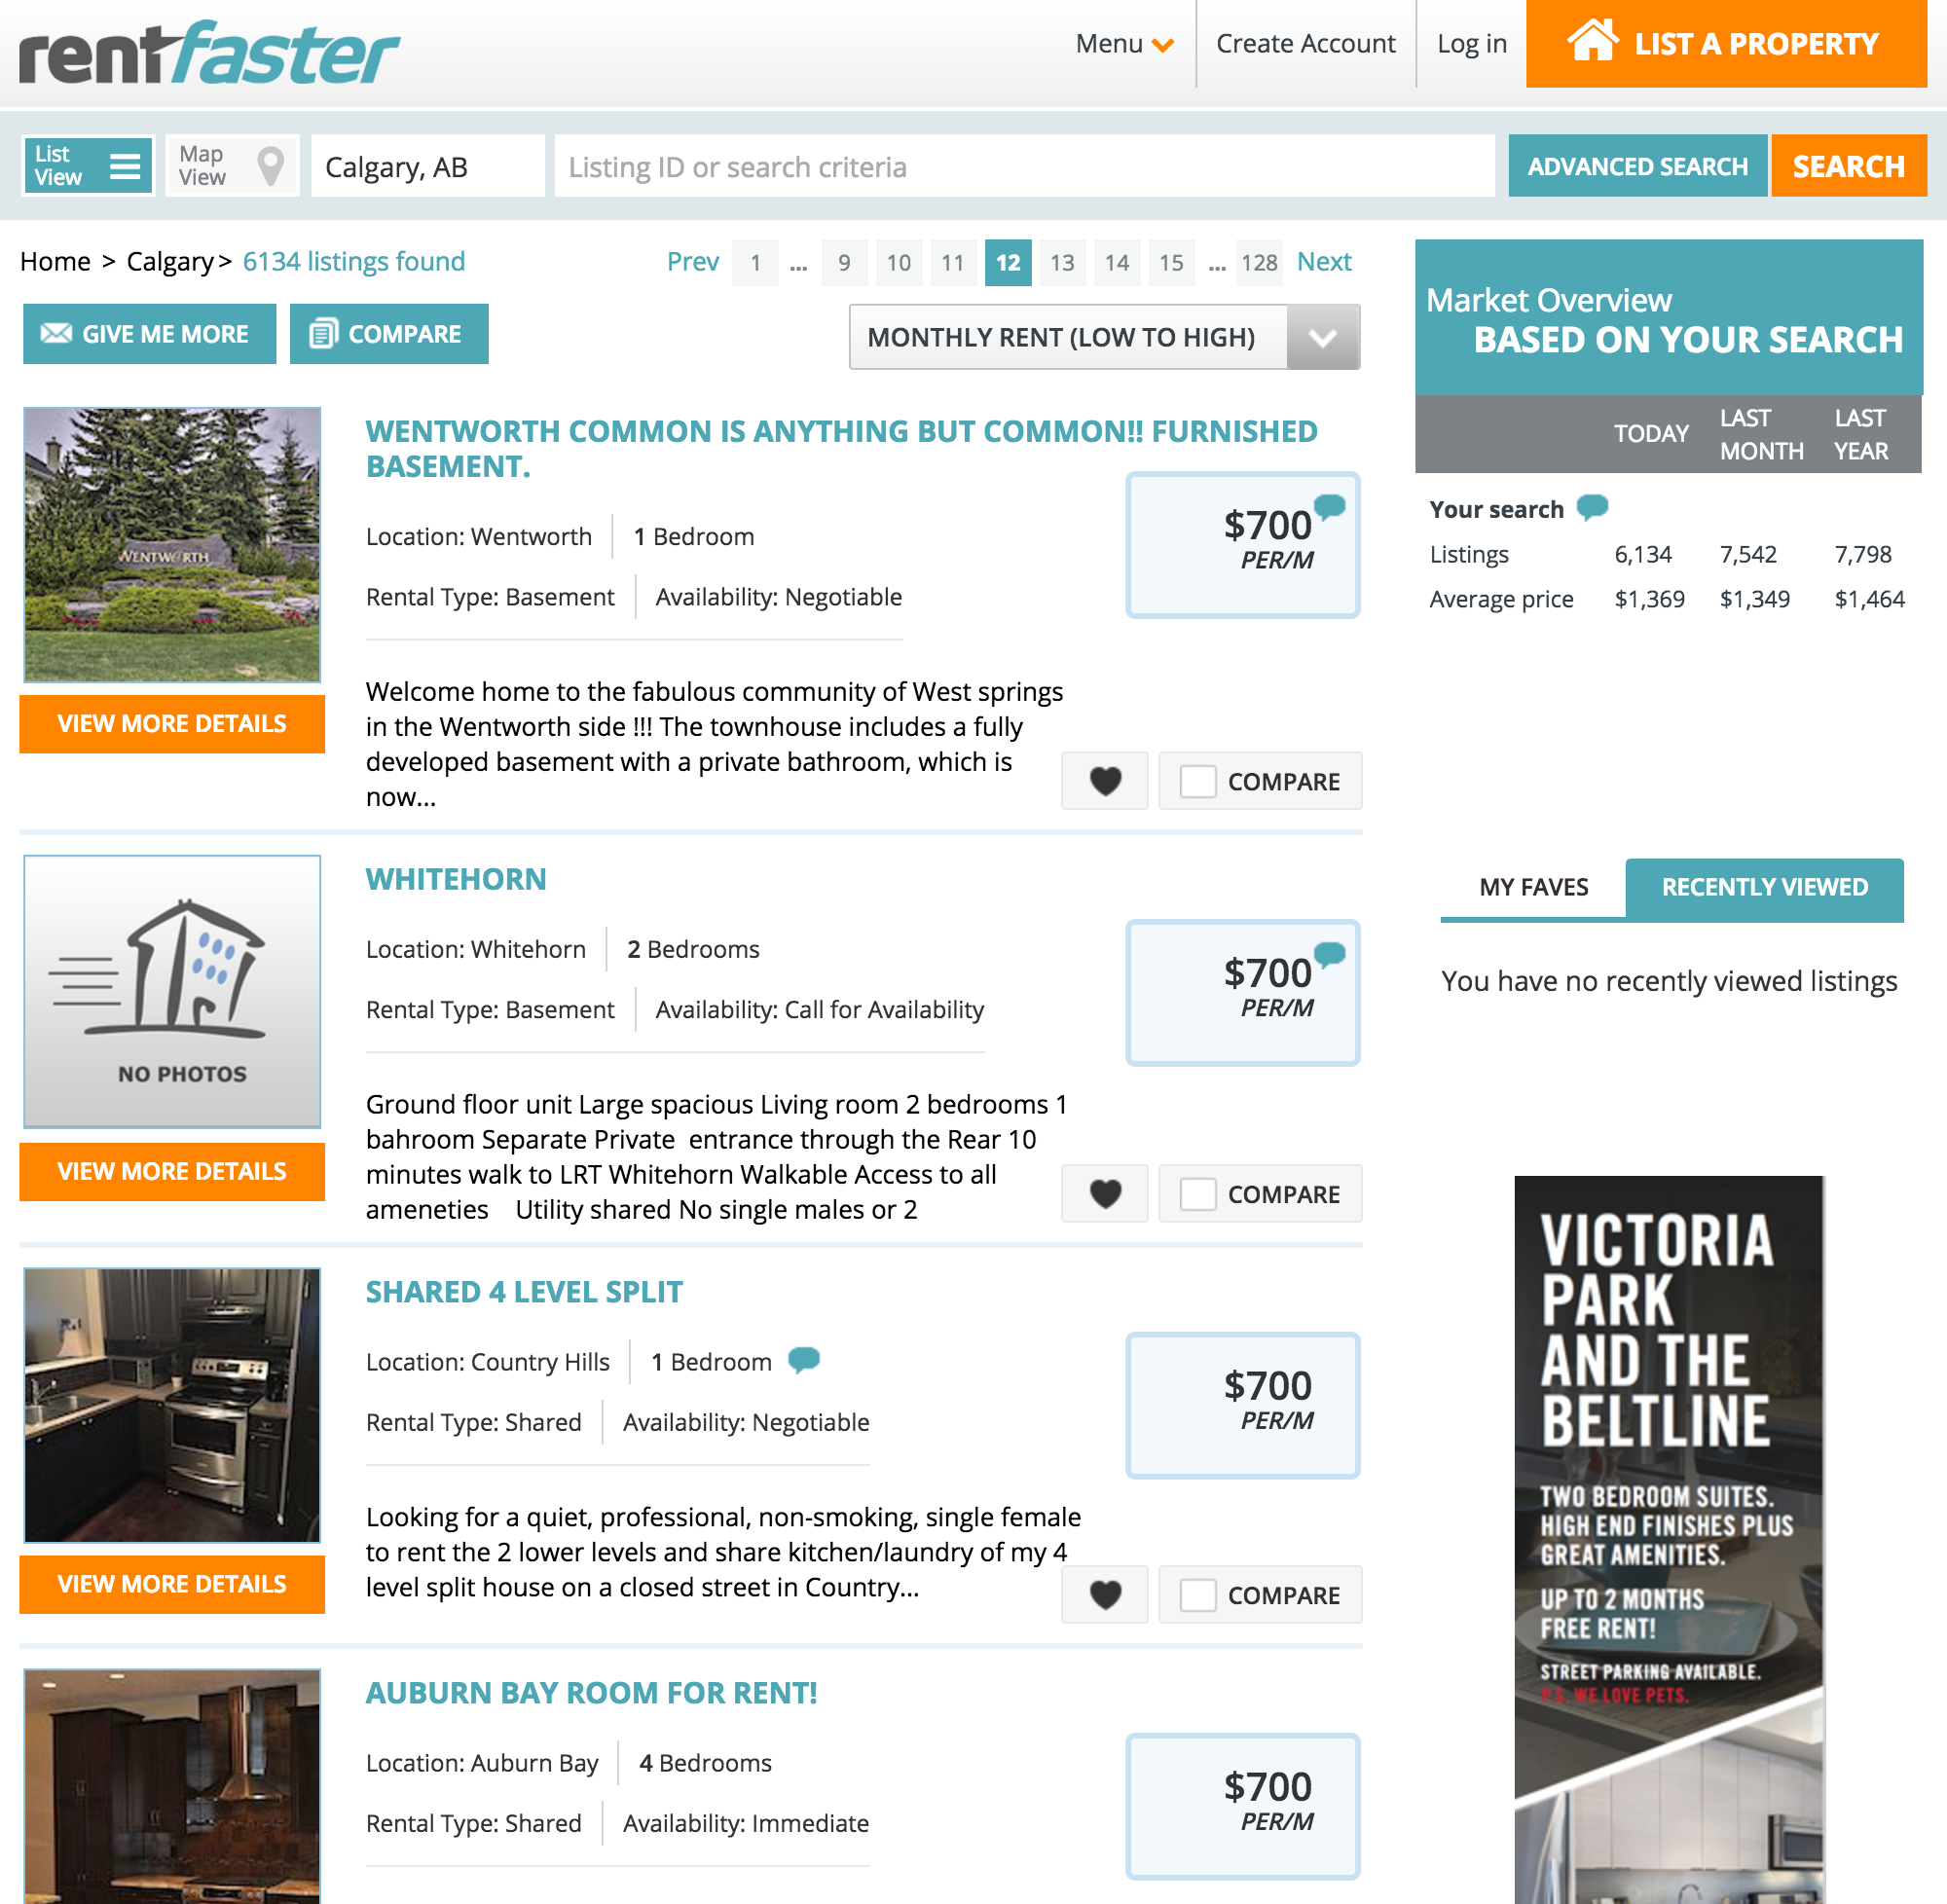 rentfaster
Menu
Create Account
Log in
LIST A PROPERTY
List
View
Map
View
Calgary, AB
Listing ID or search criteria
ADVANCED SEARCH
SEARCH
Home > Calgary > 6134 listings found
Prev 1 ... 9 10 11 12 13 14 15 ... 128 Next
GIVE ME MORE
COMPARE
MONTHLY RENT (LOW TO HIGH)
WENTWORTH
VIEW MORE DETAILS
WENTWORTH COMMON IS ANYTHING BUT COMMON!! FURNISHED
BASEMENT.
Location: Wentworth 1 Bedroom
Rental Type: Basement Availability: Negotiable
$700
PER/M
Welcome home to the fabulous community of West springs
in the Wentworth side !!! The townhouse includes a fully
developed basement with a private bathroom, which is
now...
COMPARE
NO PHOTOS
VIEW MORE DETAILS
WHITEHORN
Location: Whitehorn 2 Bedrooms
Rental Type: Basement Availability: Call for Availability
$700
PER/M
Ground floor unit Large spacious Living room 2 bedrooms 1
bahroom Separate Private  entrance through the Rear 10
minutes walk to LRT Whitehorn Walkable Access to all
ameneties    Utility shared No single males or 2
COMPARE
VIEW MORE DETAILS
SHARED 4 LEVEL SPLIT
Location: Country Hills 1 Bedroom
Rental Type: Shared Availability: Negotiable
$700
PER/M
Looking for a quiet, professional, non-smoking, single female
to rent the 2 lower levels and share kitchen/laundry of my 4
level split house on a closed street in Country...
COMPARE
AUBURN BAY ROOM FOR RENT!
Location: Auburn Bay 4 Bedrooms
Rental Type: Shared Availability: Immediate
$700
PER/M
Market Overview
BASED ON YOUR SEARCH
TODAY LAST MONTH LAST YEAR
Your search
Listings 6,134 7,542 7,798
Average price $1,369 $1,349 $1,464
MY FAVES
RECENTLY VIEWED
You have no recently viewed listings
VICTORIA
PARK
AND THE
BELTLINE
TWO BEDROOM SUITES.
HIGH END FINISHES PLUS
GREAT AMENITIES.
UP TO 2 MONTHS
FREE RENT!
STREET PARKING AVAILABLE.
P.S. WE LOVE PETS.